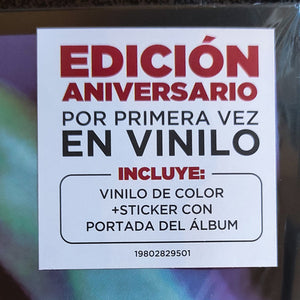 EDICIÓN
ANIVERSARIO
POR PRIMERA VEZ
EN VINILO
INCLUYE:
VINILO DE COLOR
+STICKER CON
PORTADA DEL ÁLBUM
19802829501